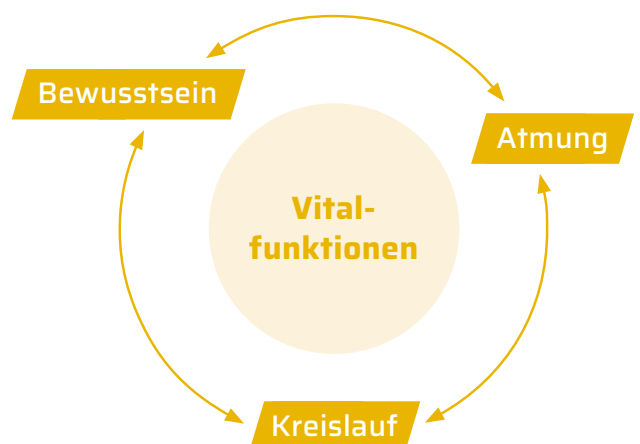 Bewusstsein
Atmung
Vital-
funktionen
Kreislauf